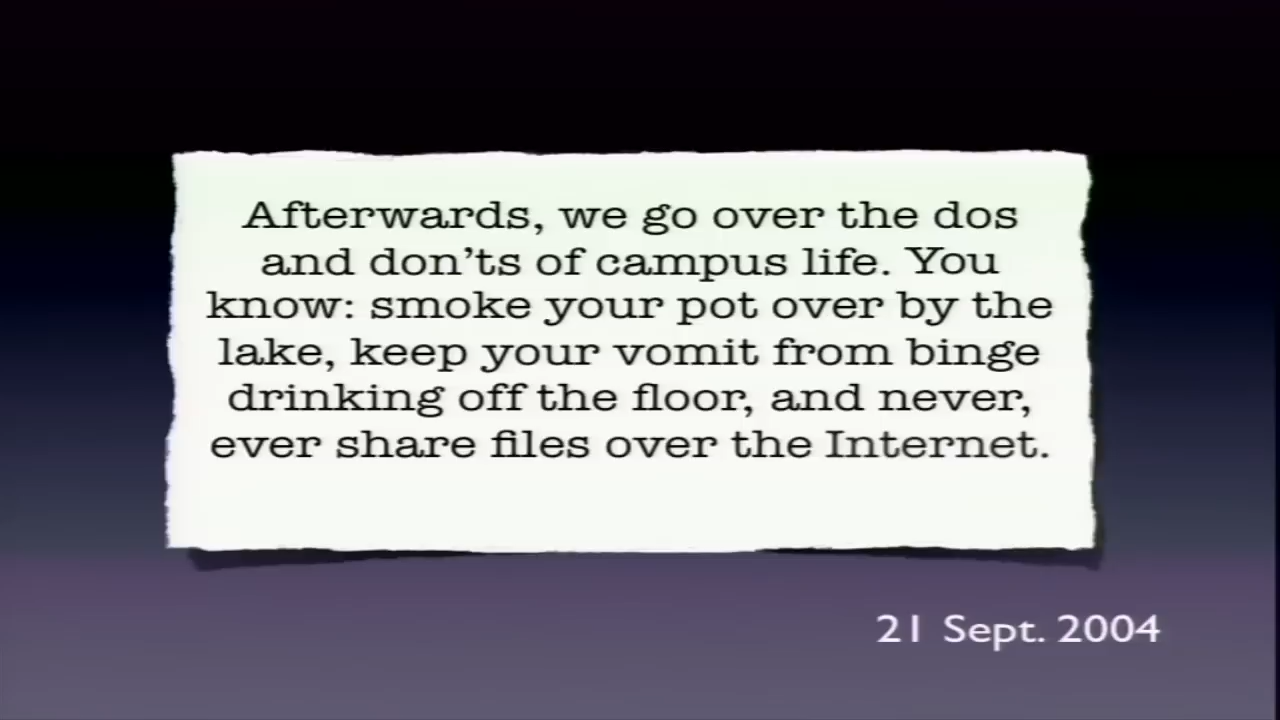 Afterwards, we go over the dos
and don’ts of campus life. You
know: smoke your pot over by the
lake, keep your vomit from binge
drinking off the floor, and never,
ever share files over the Internet.
21 Sept. 2004